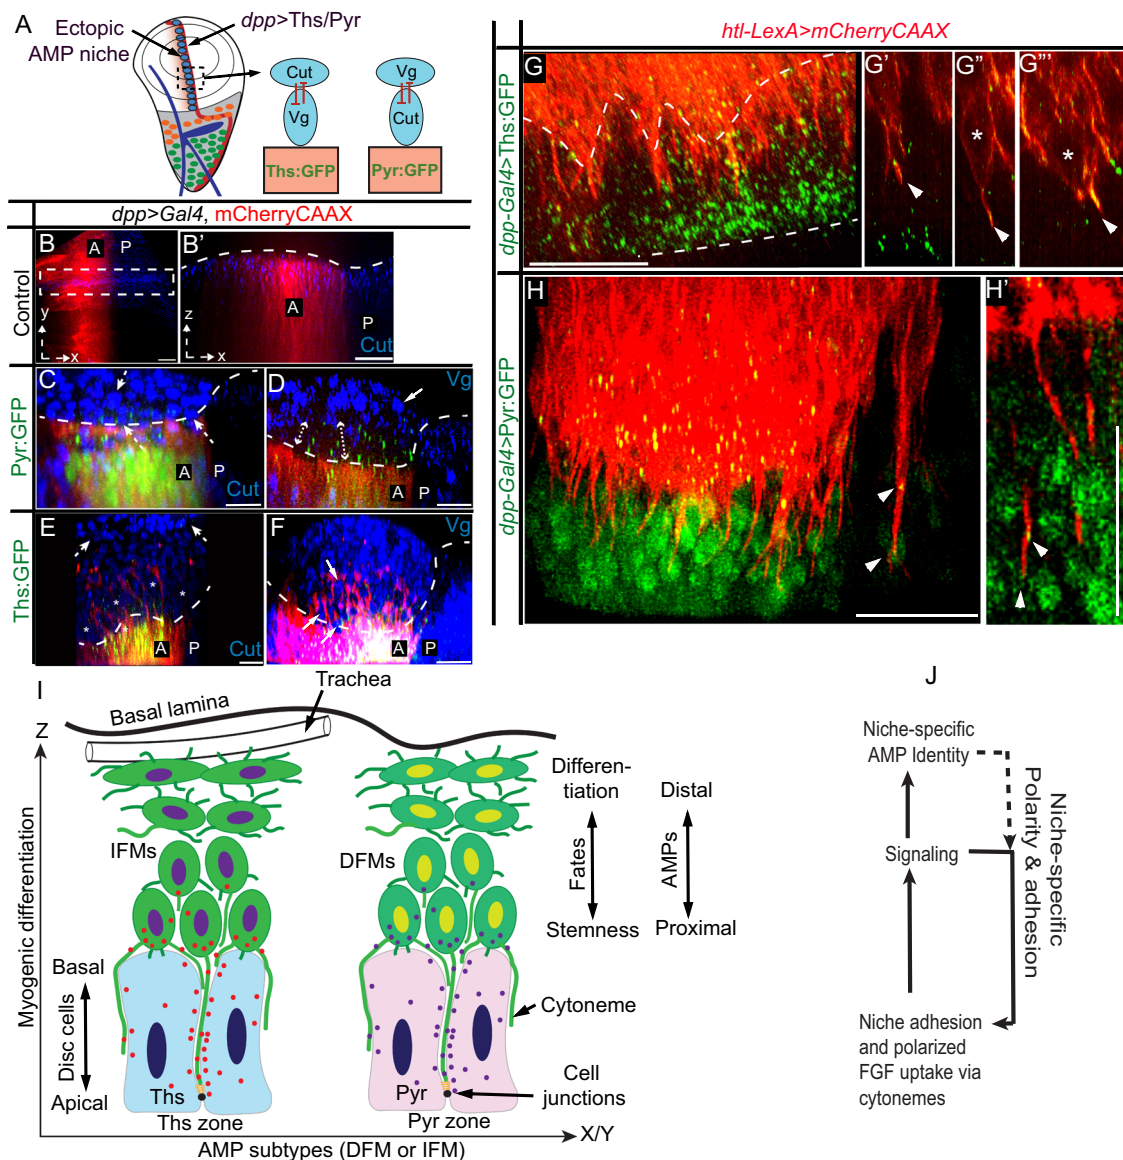 A
Ectopic
AMP niche
dpp>Ths/Pyr
Cut
Vg
Vg
Cut
Ths:GFP
Pyr:GFP
dpp>Gal4, mCherryCAAX
Control
B
A
P
y
x
B'
A
P
z
x
Cut
Pyr:GFP
C
A
P
Cut
D
Vg
A
P
Ths:GFP
E
*
*
*
*
A
P
Cut
F
Vg
A
P
htl-LexA>mCherryCAAX
dpp-Gal4>Ths:GFP
G
G'
G''
*
G'''
*
dpp-Gal4>Pyr:GFP
H
H'
I
Z
Myogenic differentiation
Basal lamina
Trachea
IFMs
DFMs
Differen-
tiation
Fates
Stemness
Distal
AMPs
Proximal
Basal
Disc cells
Apical
Ths
Pyr
Cytoneme
Cell
junctions
Ths zone
Pyr zone
X/Y
AMP subtypes (DFM or IFM)
J
Niche-specific
AMP Identity
Signaling
Niche-specific
Polarity & adhesion
Niche adhesion
and polarized
FGF uptake via
cytonemes